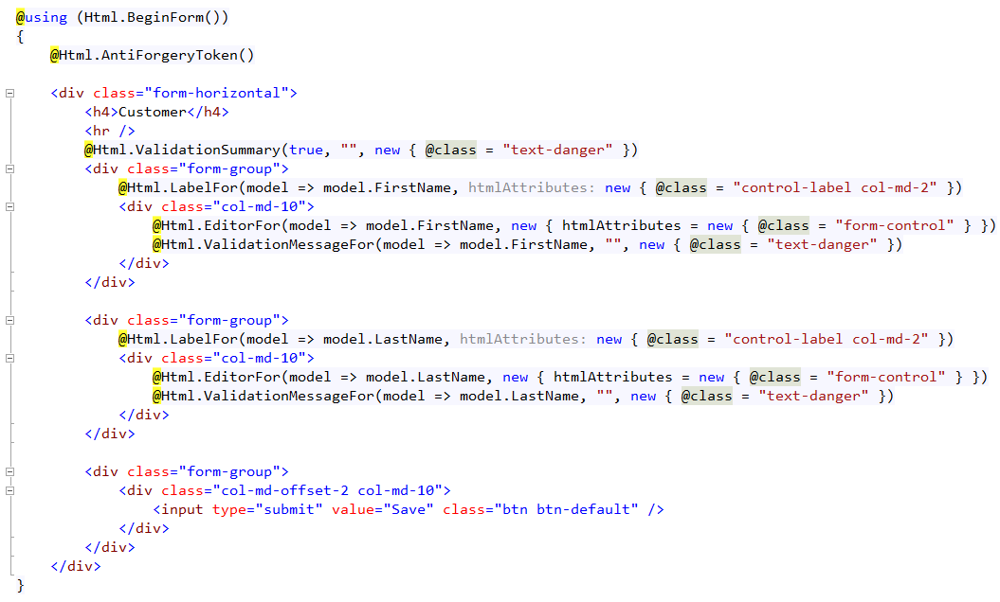 @using (Html.BeginForm())
{
    @Html.AntiForgeryToken()

    <div class="form-horizontal">
        <h4>Customer</h4>
        <hr />
        @Html.ValidationSummary(true, "", new { @class = "text-danger" })
        <div class="form-group">
            @Html.LabelFor(model => model.FirstName, htmlAttributes: new { @class = "control-label col-md-2" })
            <div class="col-md-10">
                @Html.EditorFor(model => model.FirstName, new { htmlAttributes = new { @class = "form-control" } })
                @Html.ValidationMessageFor(model => model.FirstName, "", new { @class = "text-danger" })
            </div>
        </div>

        <div class="form-group">
            @Html.LabelFor(model => model.LastName, htmlAttributes: new { @class = "control-label col-md-2" })
            <div class="col-md-10">
                @Html.EditorFor(model => model.LastName, new { htmlAttributes = new { @class = "form-control" } })
                @Html.ValidationMessageFor(model => model.LastName, "", new { @class = "text-danger" })
            </div>
        </div>

        <div class="form-group">
            <div class="col-md-offset-2 col-md-10">
                <input type="submit" value="Save" class="btn btn-default" />
            </div>
        </div>
    </div>
}